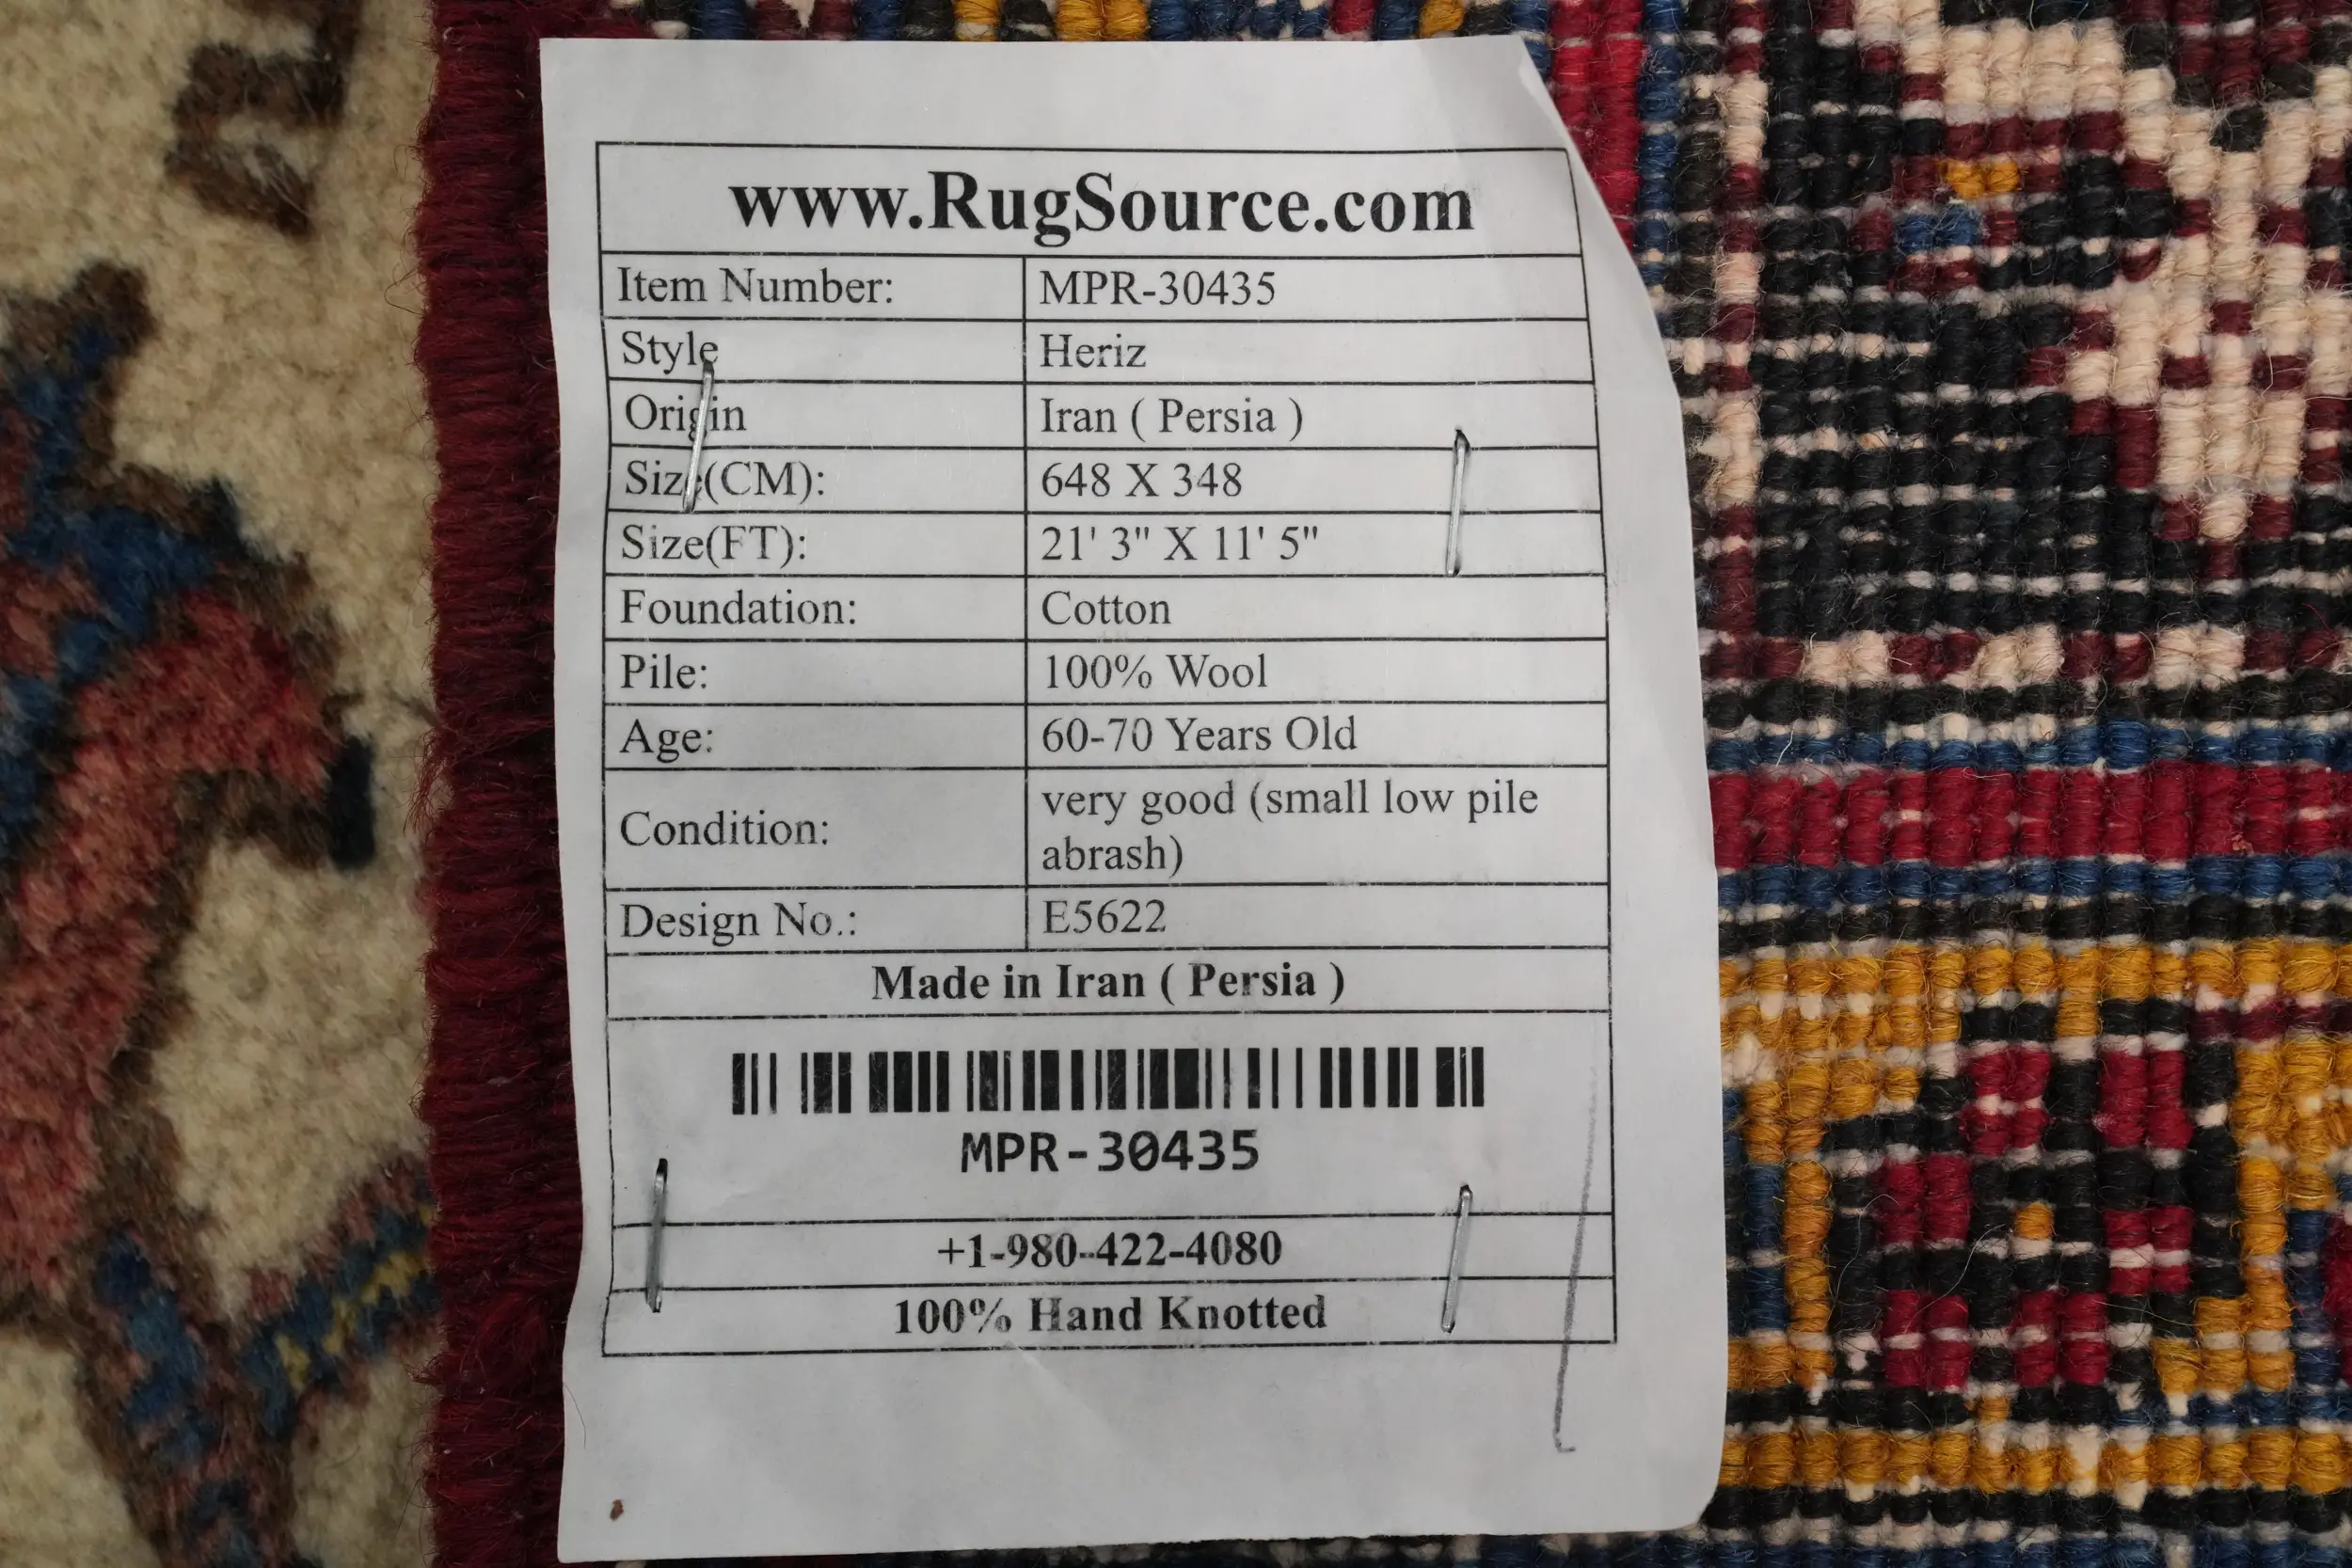 www.RugSource.com
Item Number: MPR-30435
Style Heriz
Origin Iran ( Persia )
Size(CM): 648 X 348
Size(FT): 21' 3" X 11' 5"
Foundation: Cotton
Pile: 100% Wool
Age: 60-70 Years Old
Condition: very good (small low pile
abrash)
Design No.: E5622
Made in Iran ( Persia )
MPR-30435
+1-980-422-4080
100% Hand Knotted